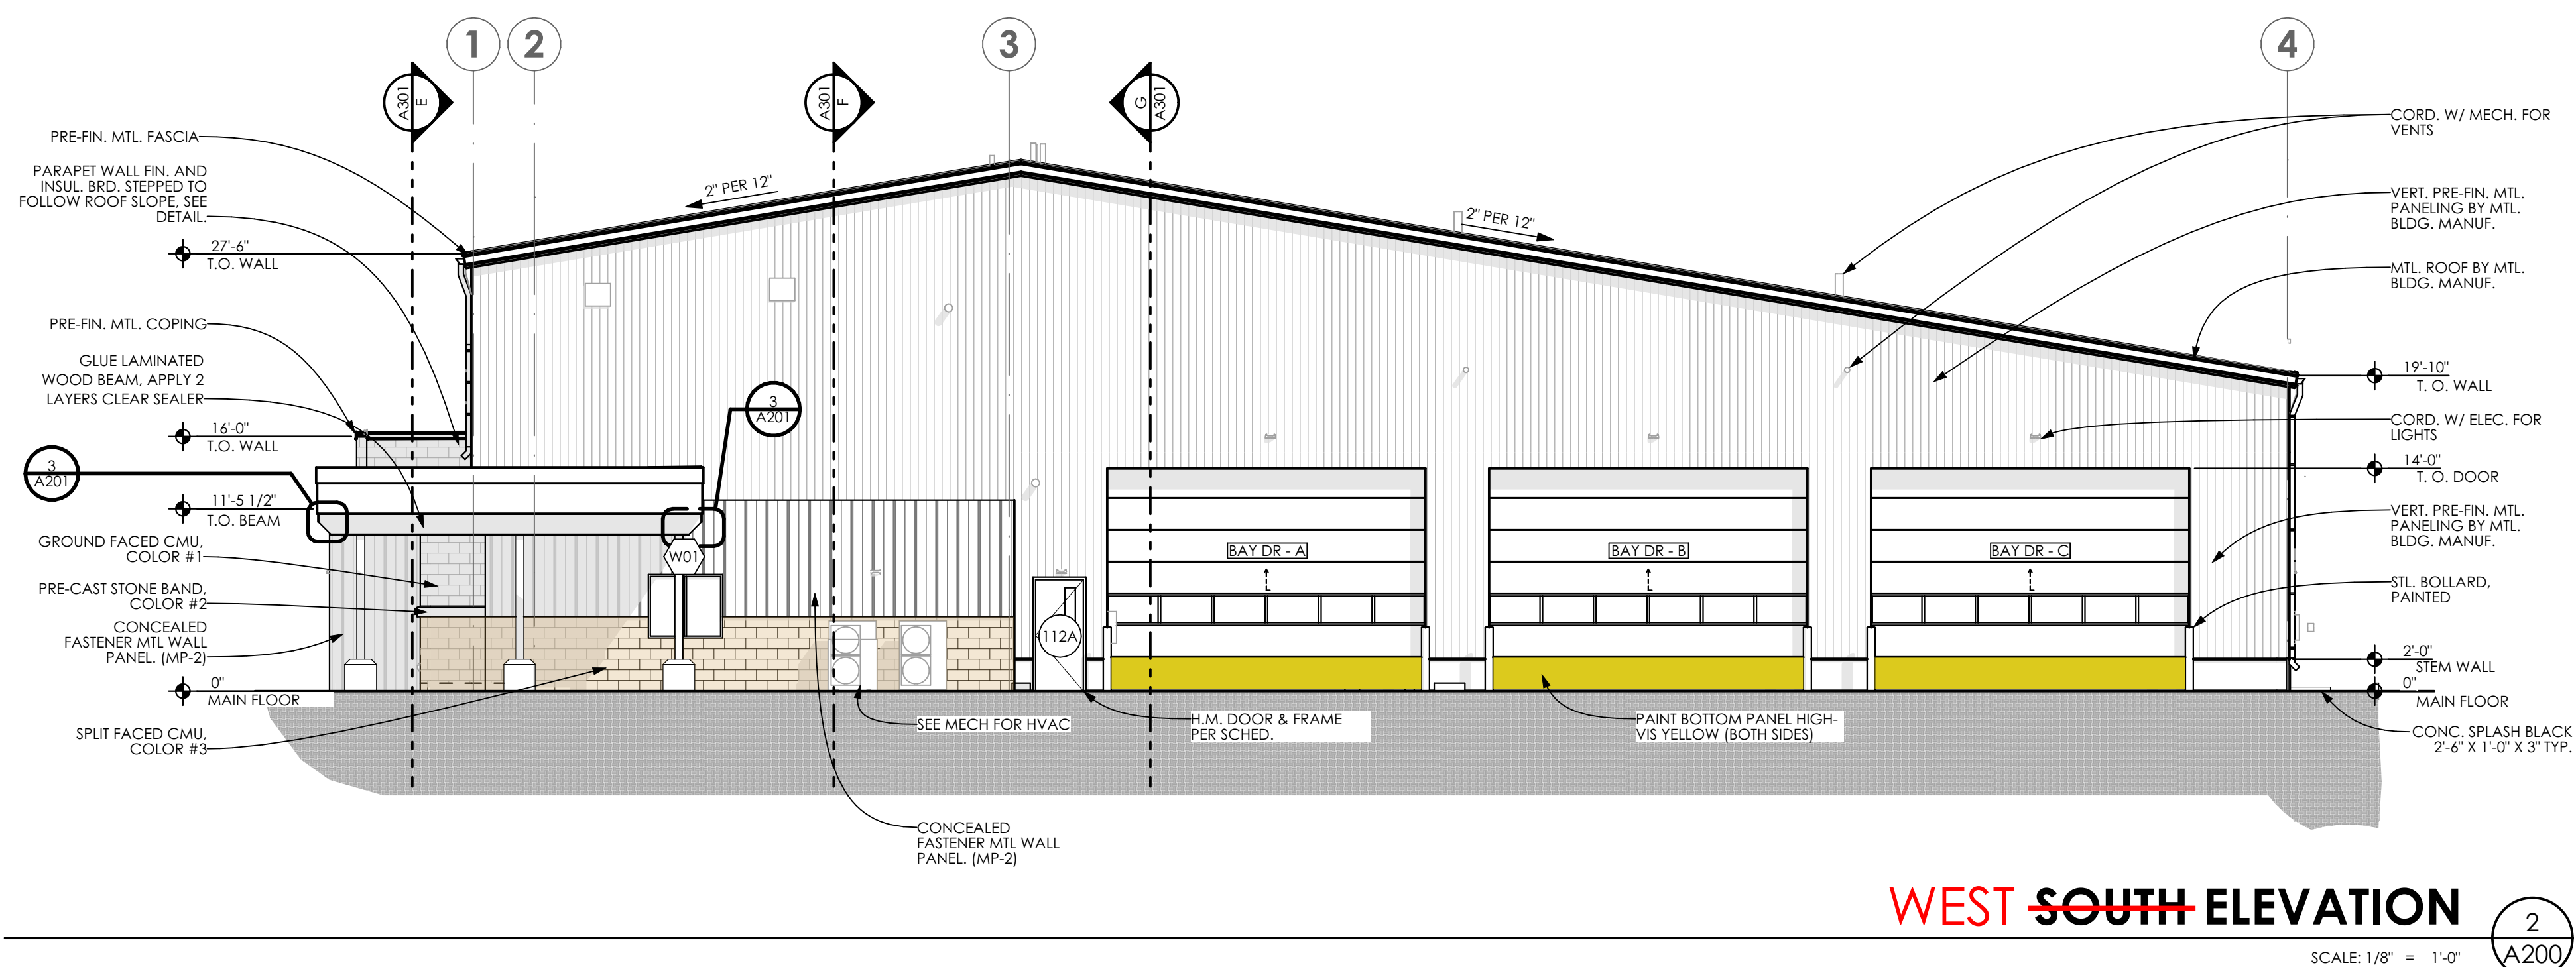 1
2
3
4
A301
E
A301
F
G
A301
PRE-FIN. MTL. FASCIA
PARAPET WALL FIN. AND
INSUL. BRD. STEPPED TO
FOLLOW ROOF SLOPE, SEE
DETAIL.
27'-6"
T.O. WALL
PRE-FIN. MTL. COPING
GLUE LAMINATED
WOOD BEAM, APPLY 2
LAYERS CLEAR SEALER
16'-0"
T.O. WALL
3
A201
11'-5 1/2"
T.O. BEAM
GROUND FACED CMU,
COLOR #1
PRE-CAST STONE BAND,
COLOR #2
CONCEALED
FASTENER MTL WALL
PANEL. (MP-2)
0"
MAIN FLOOR
SPLIT FACED CMU,
COLOR #3
2" PER 12"
2" PER 12"
3
A201
W01
112A
BAY DR - A
BAY DR - B
BAY DR - C
SEE MECH FOR HVAC
H.M. DOOR & FRAME
PER SCHED.
PAINT BOTTOM PANEL HIGH-
VIS YELLOW (BOTH SIDES)
CONCEALED
FASTENER MTL WALL
PANEL. (MP-2)
CORD. W/ MECH. FOR
VENTS
VERT. PRE-FIN. MTL.
PANELING BY MTL.
BLDG. MANUF.
MTL. ROOF BY MTL.
BLDG. MANUF.
19'-10"
T. O. WALL
CORD. W/ ELEC. FOR
LIGHTS
14'-0"
T. O. DOOR
VERT. PRE-FIN. MTL.
PANELING BY MTL.
BLDG. MANUF.
STL. BOLLARD,
PAINTED
2'-0"
STEM WALL
0"
MAIN FLOOR
CONC. SPLASH BLACK
2'-6" X 1'-0" X 3" TYP.
WEST SOUTH ELEVATION
2
A200
SCALE: 1/8" = 1'-0"